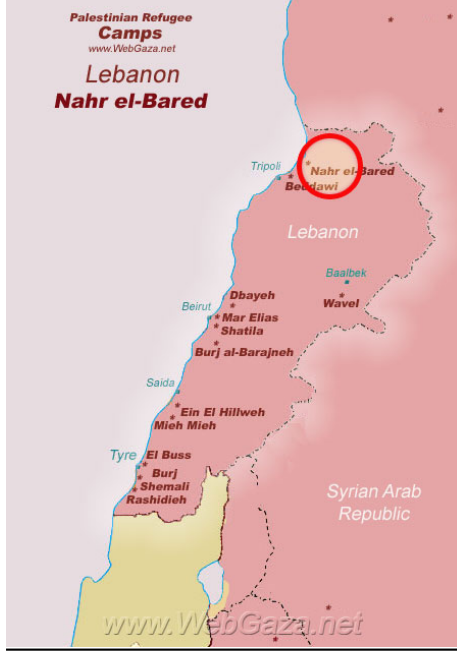 Palestinian Refugee
Camps
www.WebGaza.net
Lebanon
Nahr el-Bared
Tripoli
Nahr el-Bared
Beddawi
Lebanon
Baalbek
Wavel
Dbayeh
Beirut
Mar Elias
Shatila
Burj al-Barajneh
Saida
Ein El Hillweh
Mieh Mieh
Tyre
El Buss
Burj
Shemali
Rashidieh
Syrian Arab
Republic
www.WebGaza.net